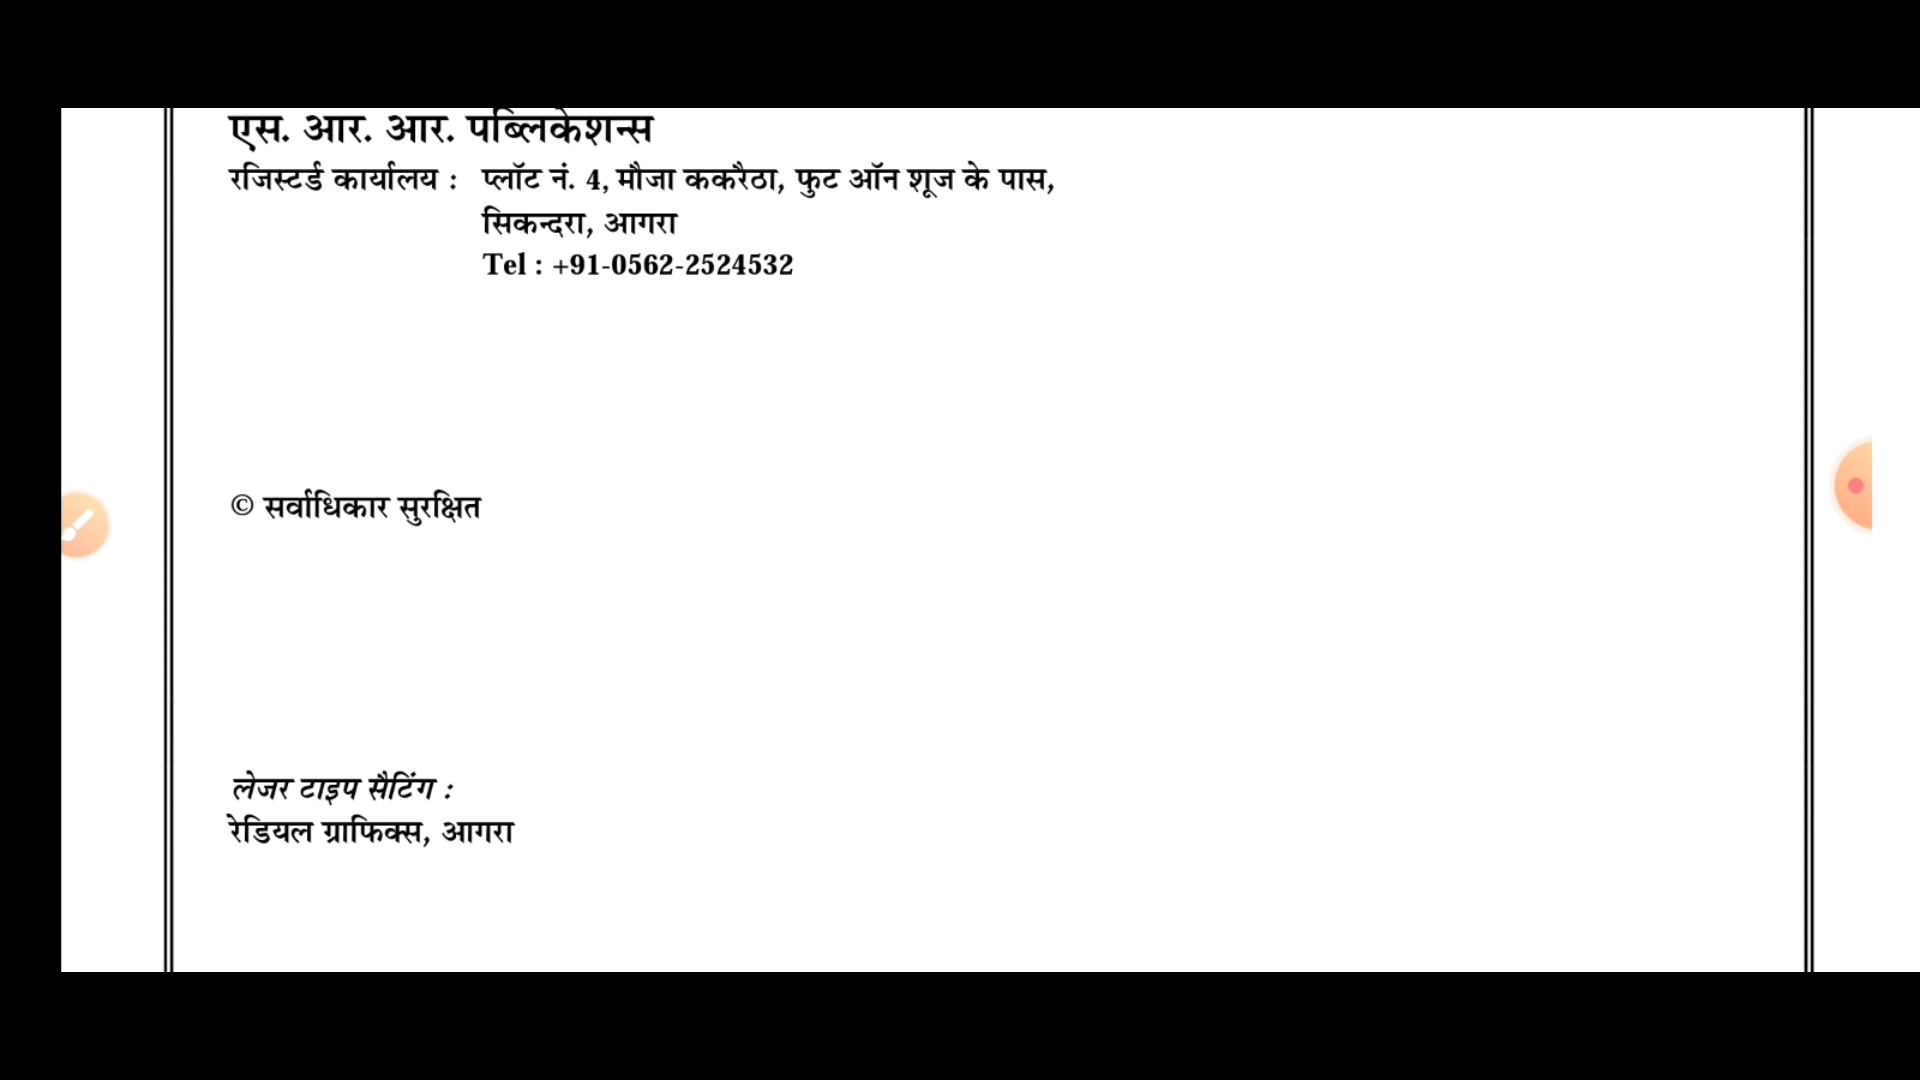 एस. आर. आर. पब्लिकेशन्स
रजिस्टर्ड कार्यालय : प्लॉट नं. 4, मौजा ककरैठा, फुट ऑन शूज के पास,
सिकन्दरा, आगरा
Tel : +91-0562-2524532
© सर्वाधिकार सुरक्षित
लेजर टाइप सैटिंग :
रेडियल ग्राफिक्स, आगरा